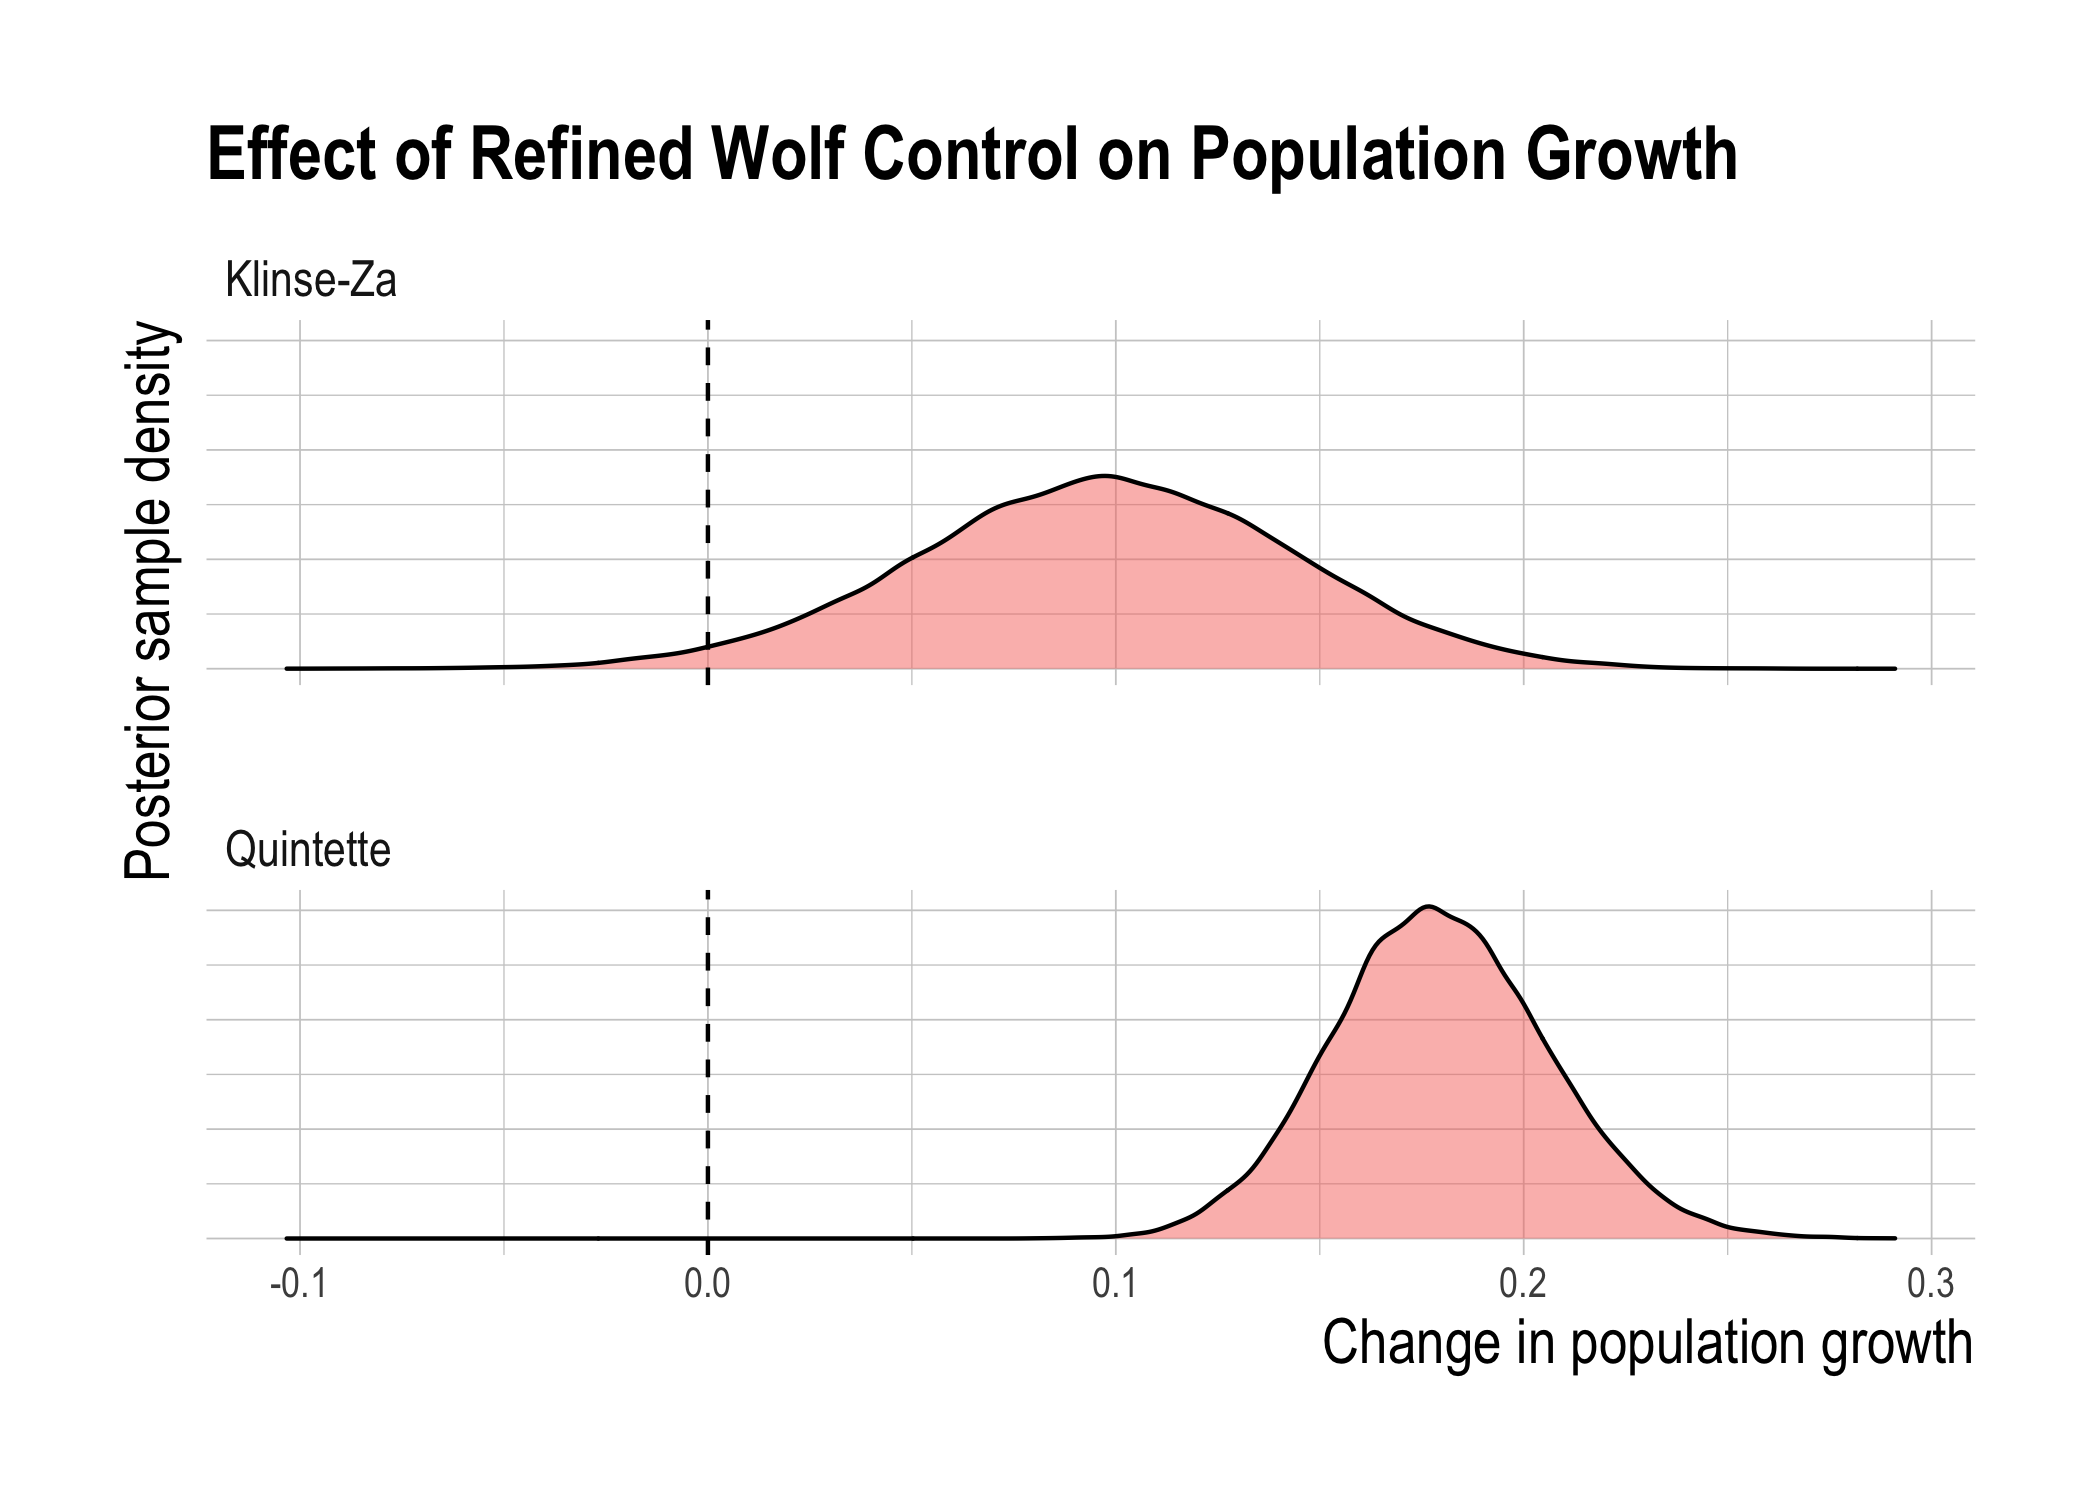 Effect of Refined Wolf Control on Population Growth
Klinse-Za
Posterior sample density
Quintette
-0.1 0.0 0.1 0.2 0.3
Change in population growth